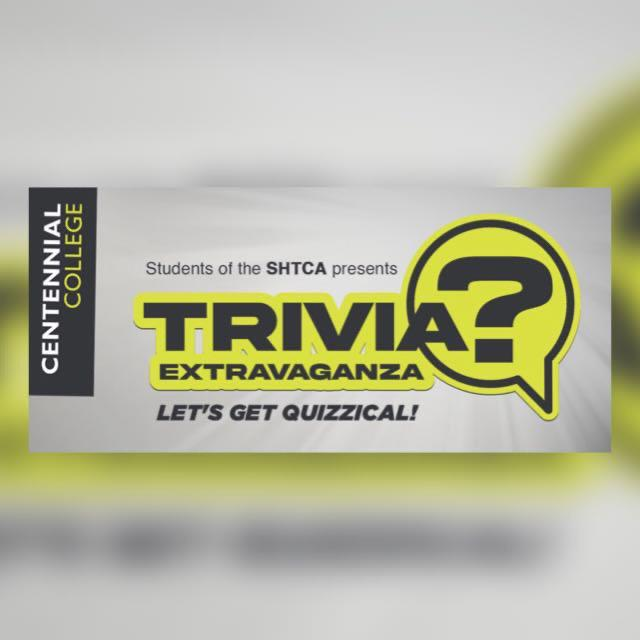 CENTENNIAL
COLLEGE
Students of the SHTCA presents
TRIVIA?
EXTRAVAGANZA
LET'S GET QUIZZICAL!